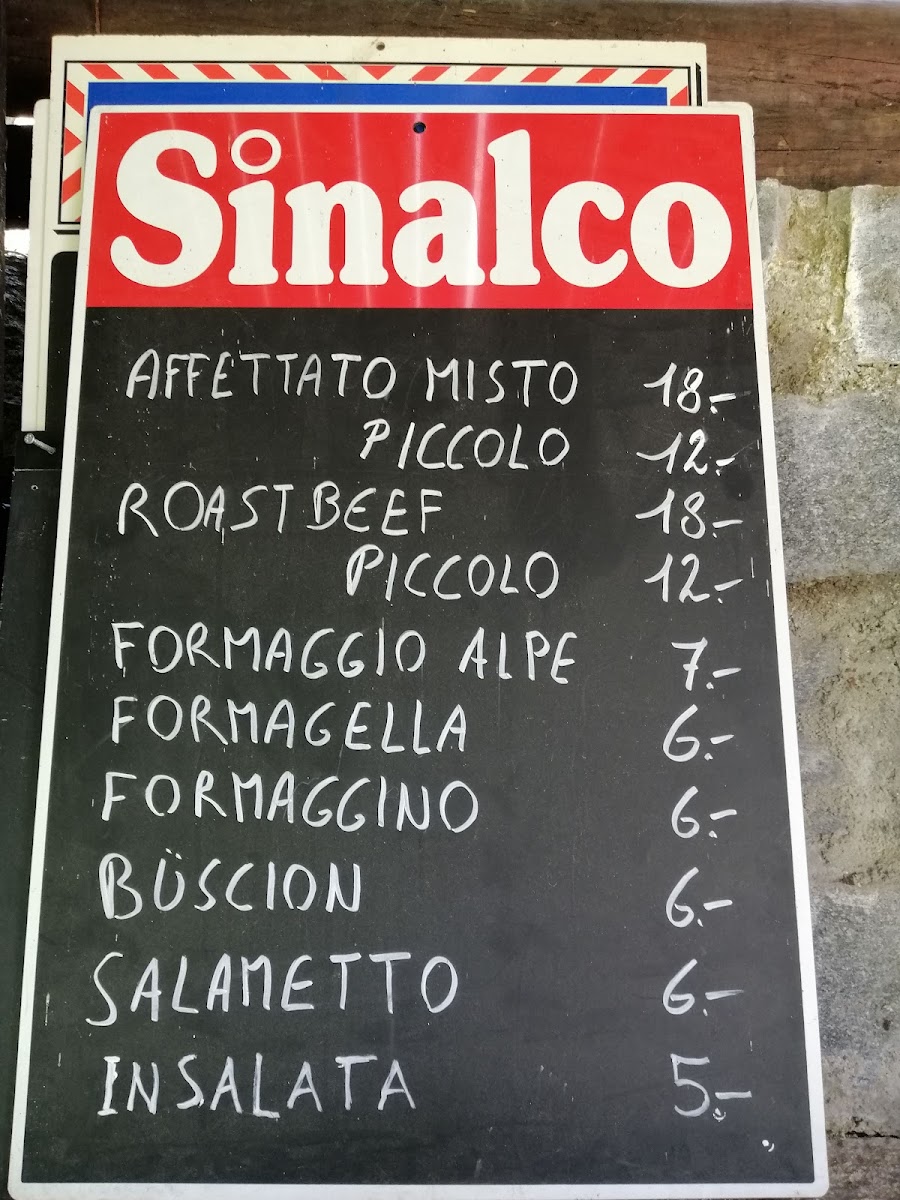 Sinalco
AFFETTATO MISTO 18.-
PICCOLO 12.-
ROASTBEEF 18.-
PICCOLO 12.-
FORMAGGIO ALPE 7.-
FORMAGELLA 6.-
FORMAGGINO 6.-
BÜSCION 6.-
SALAMETTO 6.-
INSALATA 5.-